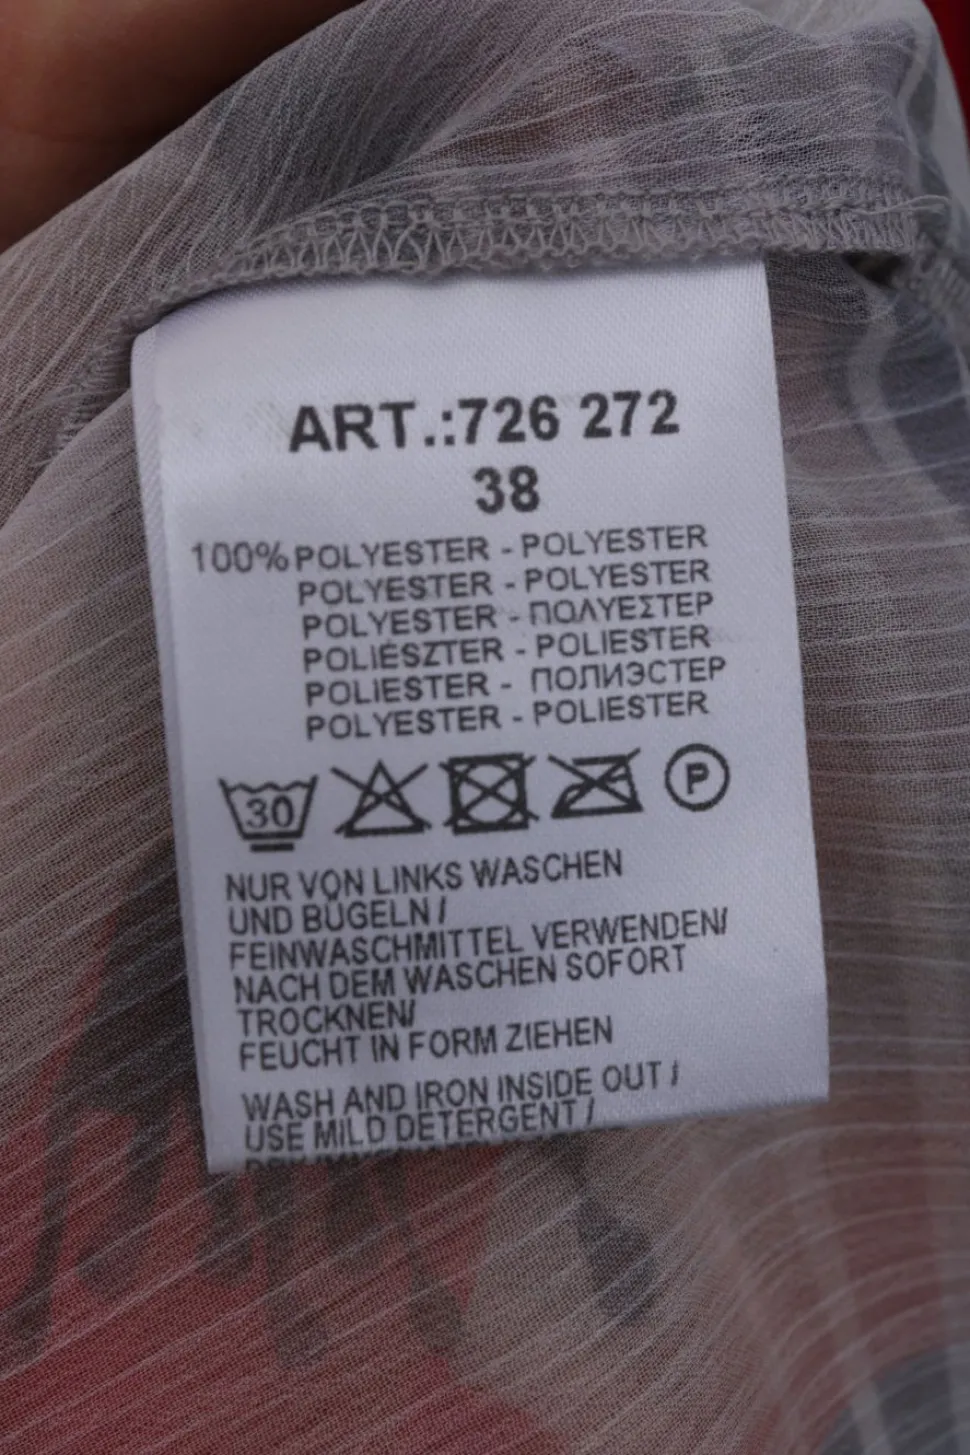 ART.:726 272
38
100% POLYESTER - POLYESTER
POLYESTER - POLYESTER
POLYESTER - ΠΟΛΥΕΣΤΕΡ
POLIÉSZTER - POLIESTER
POLIESTER - ПОЛИЭСТЕР
POLYESTER - POLIESTER
30 P
NUR VON LINKS WASCHEN
UND BÜGELN /
FEINWASCHMITTEL VERWENDEN/
NACH DEM WASCHEN SOFORT
TROCKNEN/
FEUCHT IN FORM ZIEHEN
WASH AND IRON INSIDE OUT /
USE MILD DETERGENT /